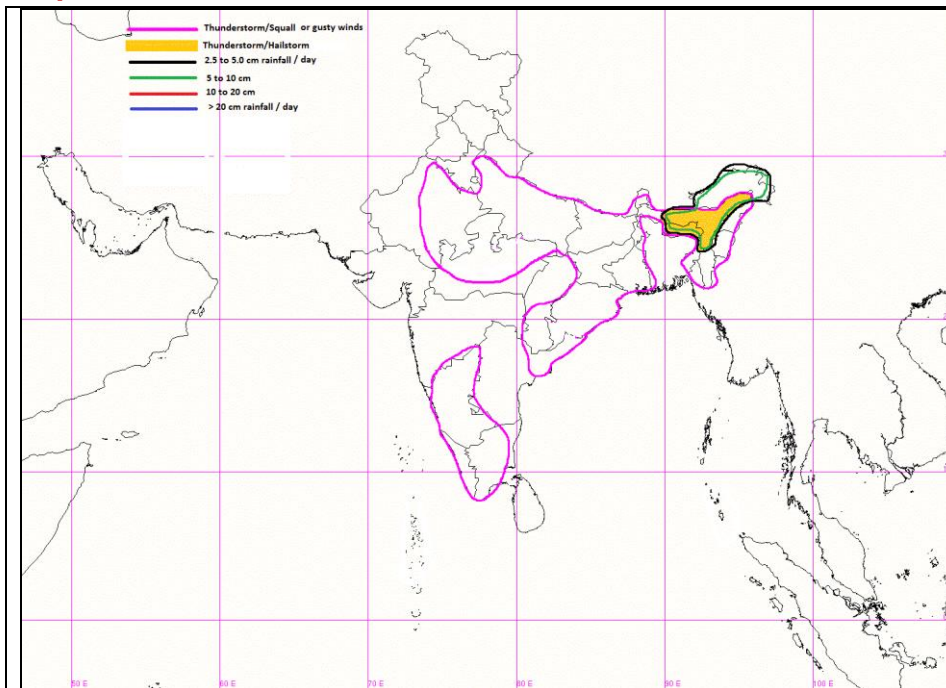 Thunderstorm/Squall or gusty winds
Thunderstorm/Hailstorm
2.5 to 5.0 cm rainfall / day
5 to 10 cm
10 to 20 cm
> 20 cm rainfall / day
50 E 60 E 70 E 80 E 90 E 100 E